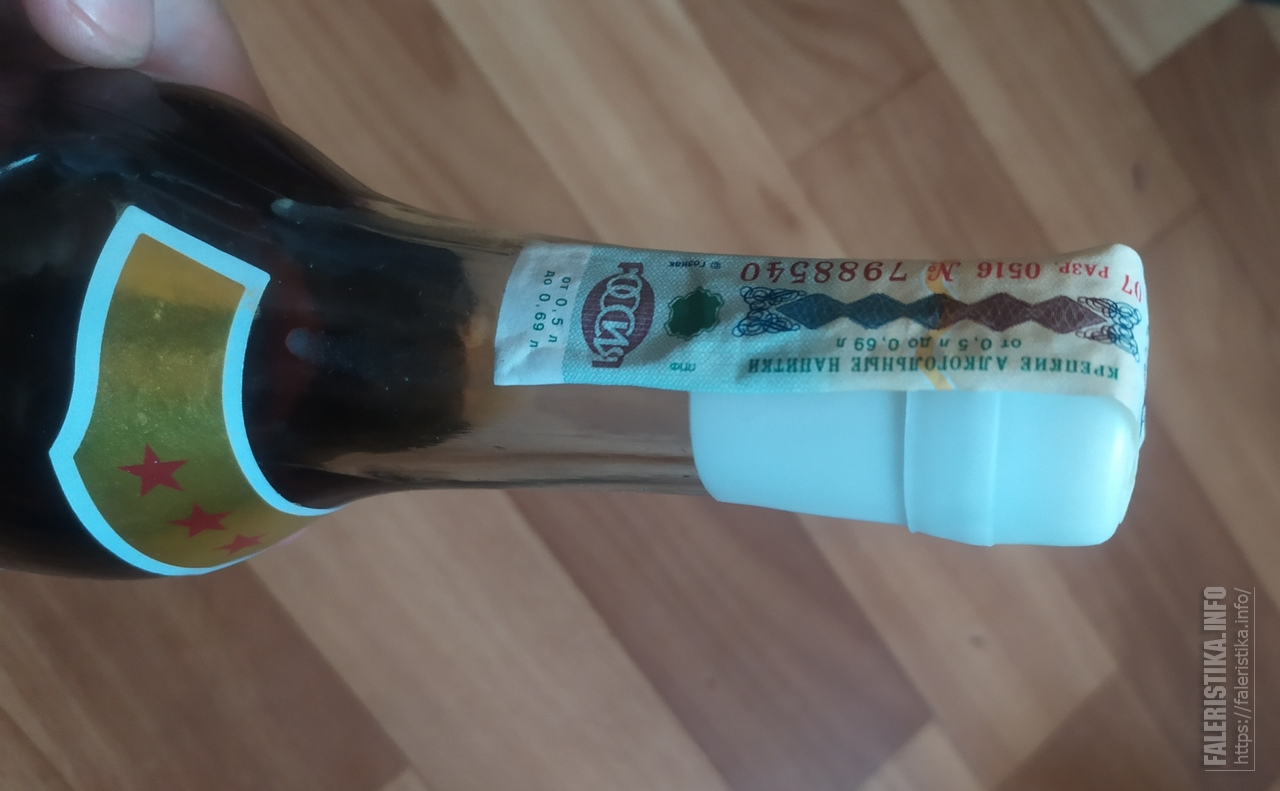 07 РАЗР. 0516 № 7988540
КРЕПКИЕ АЛКОГОЛЬНЫЕ НАПИТКИ
от 0,5 л до 0,69 л
© Гознак
РОССИЯ
от 0,5 л
до 0,69 л
FALERISTIKA.INFO
https://faleristika.info/